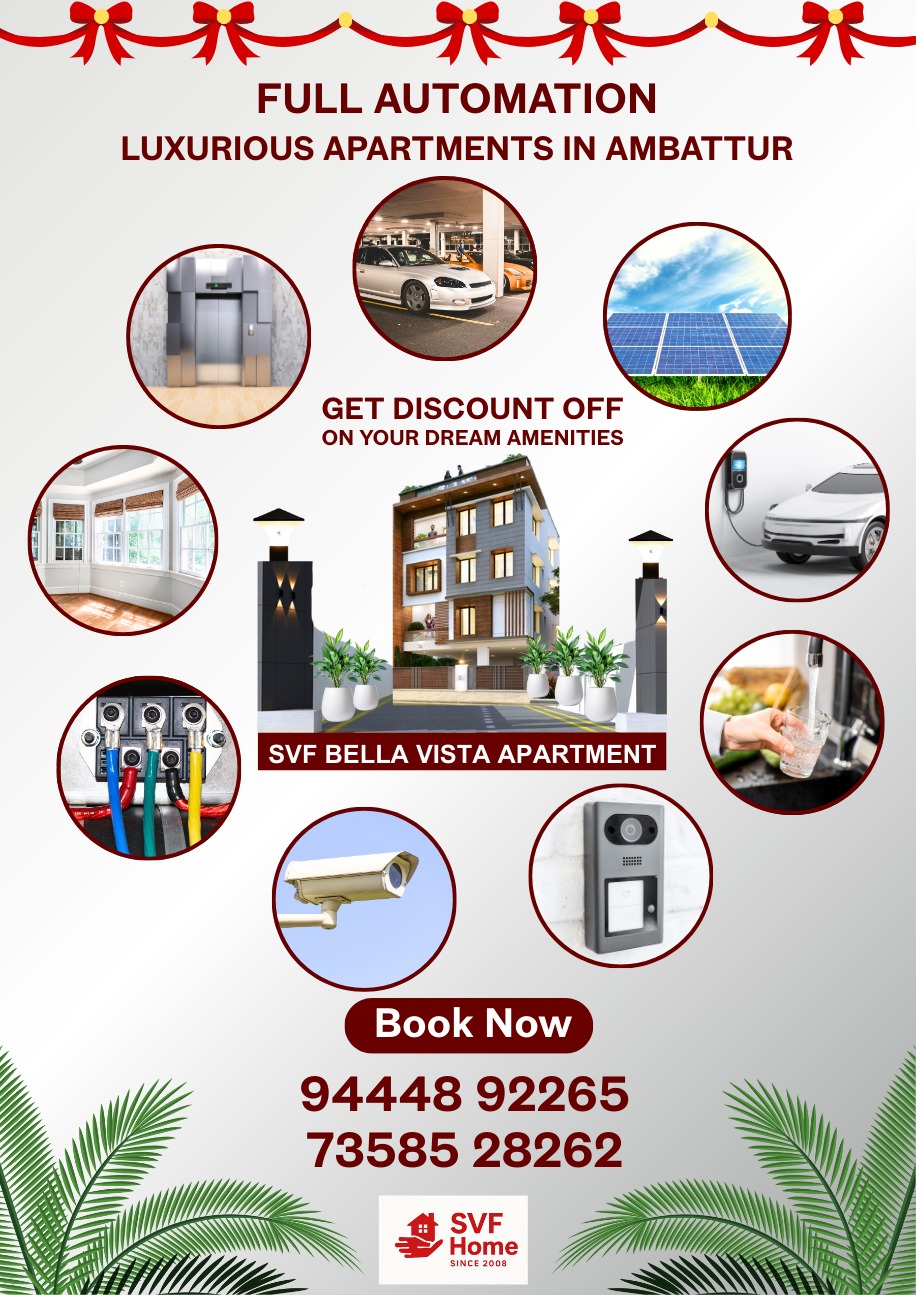 FULL AUTOMATION
LUXURIOUS APARTMENTS IN AMBATTUR
GET DISCOUNT OFF
ON YOUR DREAM AMENITIES
SVF BELLA VISTA APARTMENT
Book Now
94448 92265
73585 28262
SVF
Home
SINCE 2008